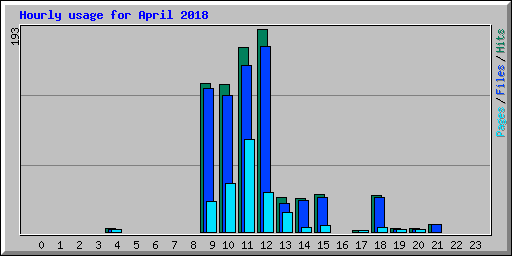 Hourly usage for April 2018
193
Pages/Files/Hits
0 1 2 3 4 5 6 7 8 9 10 11 12 13 14 15 16 17 18 19 20 21 22 23